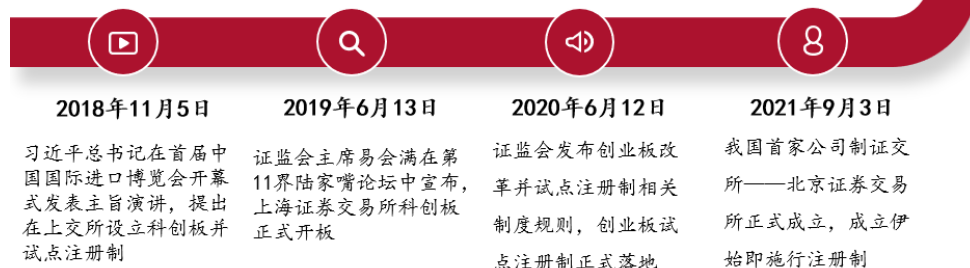 2018年11月5日
习近平总书记在首届中
国国际进口博览会开幕
式发表主旨演讲，提出
在上交所设立科创板并
试点注册制
2019年6月13日
证监会主席易会满在第
11界陆家嘴论坛中宣布，
上海证券交易所科创板
正式开板
2020年6月12日
证监会发布创业板改
革并试点注册制相关
制度规则，创业板试
点注册制正式落地
2021年9月3日
我国首家公司制证交
所——北京证券交易
所正式成立，成立伊
始即施行注册制